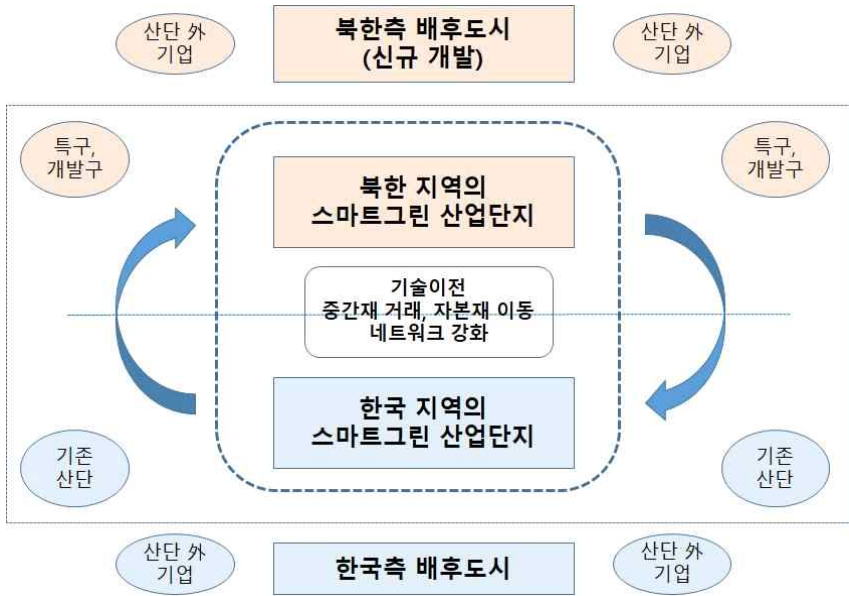 산단 外
기업
북한측 배후도시
(신규 개발)
산단 外
기업
특구,
개발구
특구,
개발구
북한 지역의
스마트그린 산업단지
기술이전
중간재 거래, 자본재 이동
네트워크 강화
한국 지역의
스마트그린 산업단지
기존
산단
기존
산단
산단 外
기업
한국측 배후도시
산단 外
기업